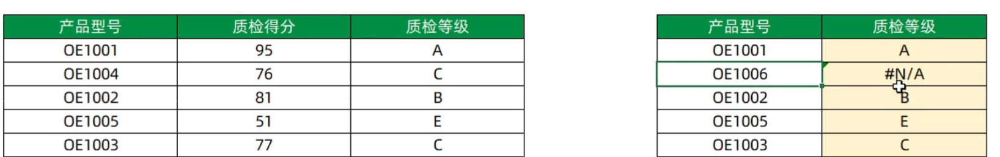 产品型号 质检得分 质检等级
OE1001 95 A
OE1004 76 C
OE1002 81 B
OE1005 51 E
OE1003 77 C
产品型号 质检等级
OE1001 A
OE1006 #N/A
OE1002 B
OE1005 E
OE1003 C